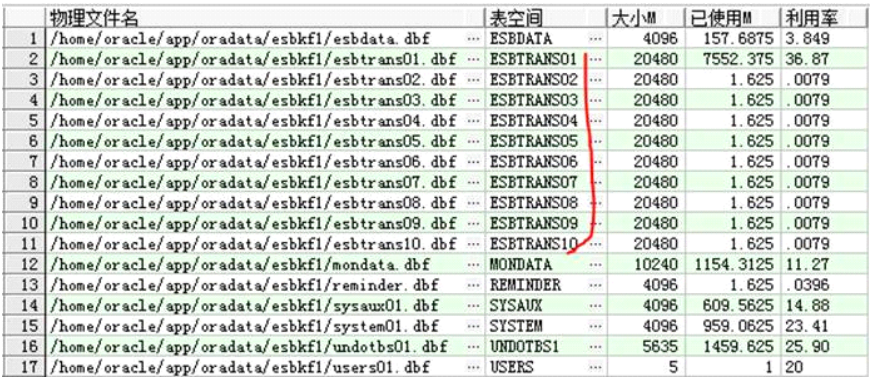 物理文件名 表空间 大小M 已使用M 利用率
1 /home/oracle/app/oradata/esbkf1/esbdata.dbf ... ESBDATA ... 4096 157.6875 3.849
2 /home/oracle/app/oradata/esbkf1/esbtrans01.dbf ... ESBTRANS01 ... 20480 7552.375 36.87
3 /home/oracle/app/oradata/esbkf1/esbtrans02.dbf ... ESBTRANS02 ... 20480 1.625 .0079
4 /home/oracle/app/oradata/esbkf1/esbtrans03.dbf ... ESBTRANS03 ... 20480 1.625 .0079
5 /home/oracle/app/oradata/esbkf1/esbtrans04.dbf ... ESBTRANS04 ... 20480 1.625 .0079
6 /home/oracle/app/oradata/esbkf1/esbtrans05.dbf ... ESBTRANS05 ... 20480 1.625 .0079
7 /home/oracle/app/oradata/esbkf1/esbtrans06.dbf ... ESBTRANS06 ... 20480 1.625 .0079
8 /home/oracle/app/oradata/esbkf1/esbtrans07.dbf ... ESBTRANS07 ... 20480 1.625 .0079
9 /home/oracle/app/oradata/esbkf1/esbtrans08.dbf ... ESBTRANS08 ... 20480 1.625 .0079
10 /home/oracle/app/oradata/esbkf1/esbtrans09.dbf ... ESBTRANS09 ... 20480 1.625 .0079
11 /home/oracle/app/oradata/esbkf1/esbtrans10.dbf ... ESBTRANS10 ... 20480 1.625 .0079
12 /home/oracle/app/oradata/esbkf1/mondata.dbf ... MONDATA ... 10240 1154.3125 11.27
13 /home/oracle/app/oradata/esbkf1/reminder.dbf ... REMINDER ... 4096 1.625 .0396
14 /home/oracle/app/oradata/esbkf1/sysaux01.dbf ... SYSAUX ... 4096 609.5625 14.88
15 /home/oracle/app/oradata/esbkf1/system01.dbf ... SYSTEM ... 4096 959.0625 23.41
16 /home/oracle/app/oradata/esbkf1/undotbs01.dbf ... UNDOTBS1 ... 5635 1459.625 25.90
17 /home/oracle/app/oradata/esbkf1/users01.dbf ... USERS ... 5 1 20